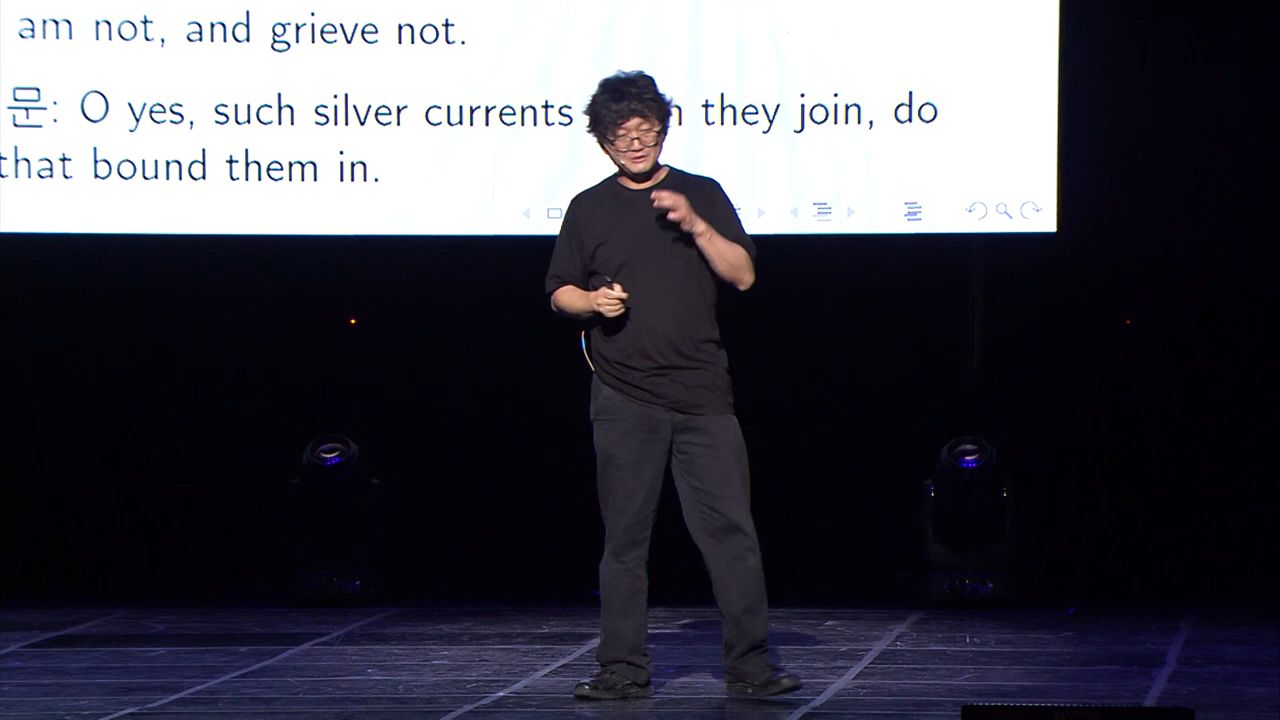 am not, and grieve not.
문: O yes, such silver currents they join, do
that bound them in.